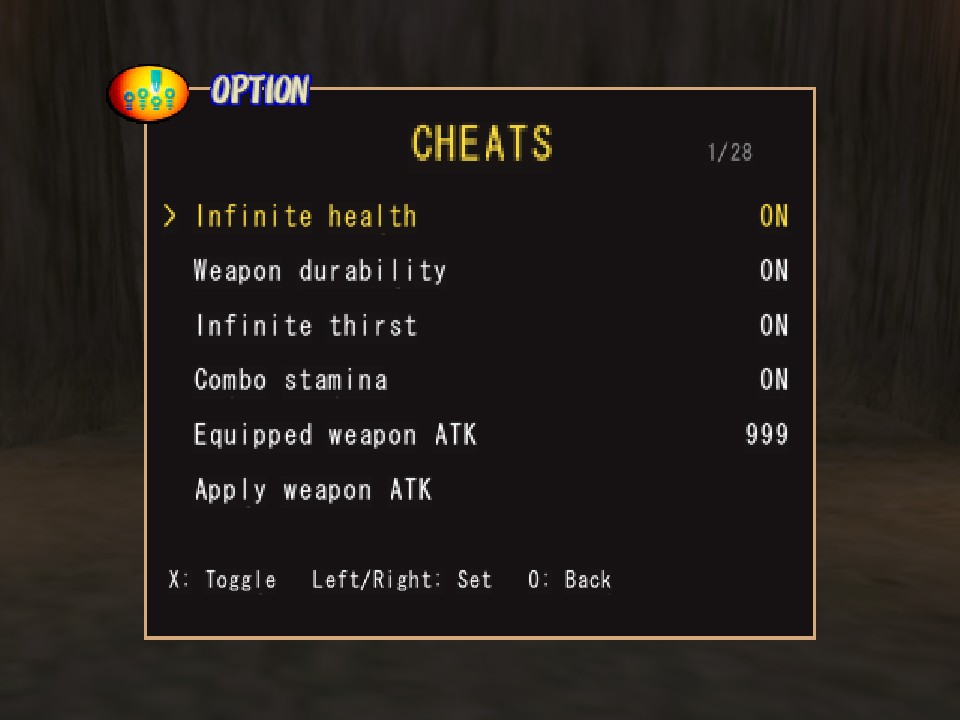 OPTION
CHEATS 1/28
> Infinite health ON
Weapon durability ON
Infinite thirst ON
Combo stamina ON
Equipped weapon ATK 999
Apply weapon ATK
X: Toggle Left/Right: Set O: Back